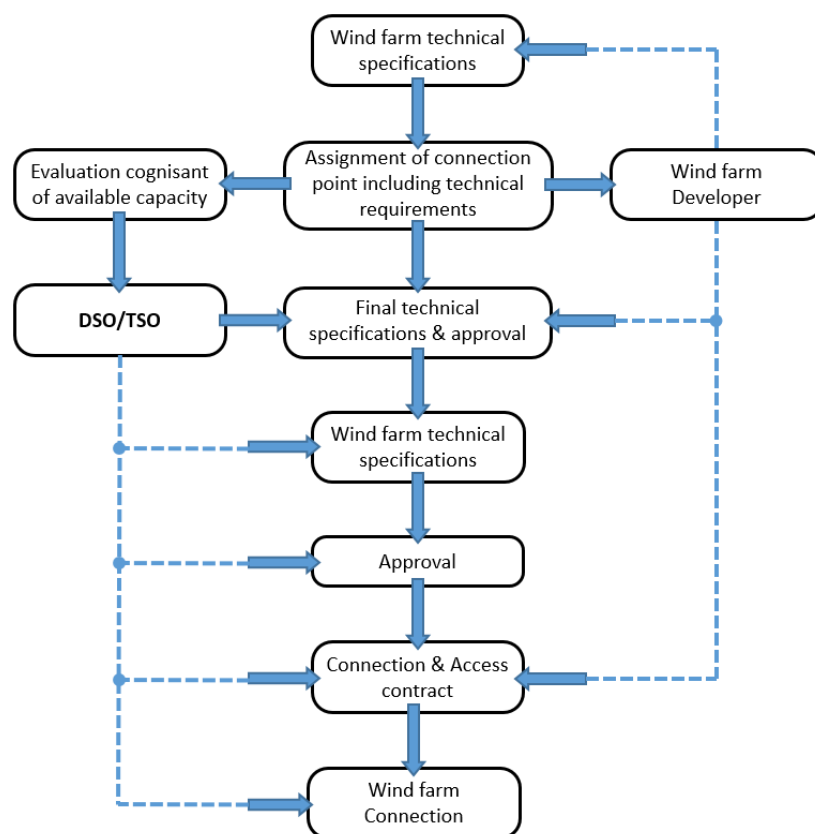 Wind farm technical
specifications
Evaluation cognisant
of available capacity
Assignment of connection
point including technical
requirements
Wind farm
Developer
DSO/TSO
Final technical
specifications & approval
Wind farm technical
specifications
Approval
Connection & Access
contract
Wind farm
Connection